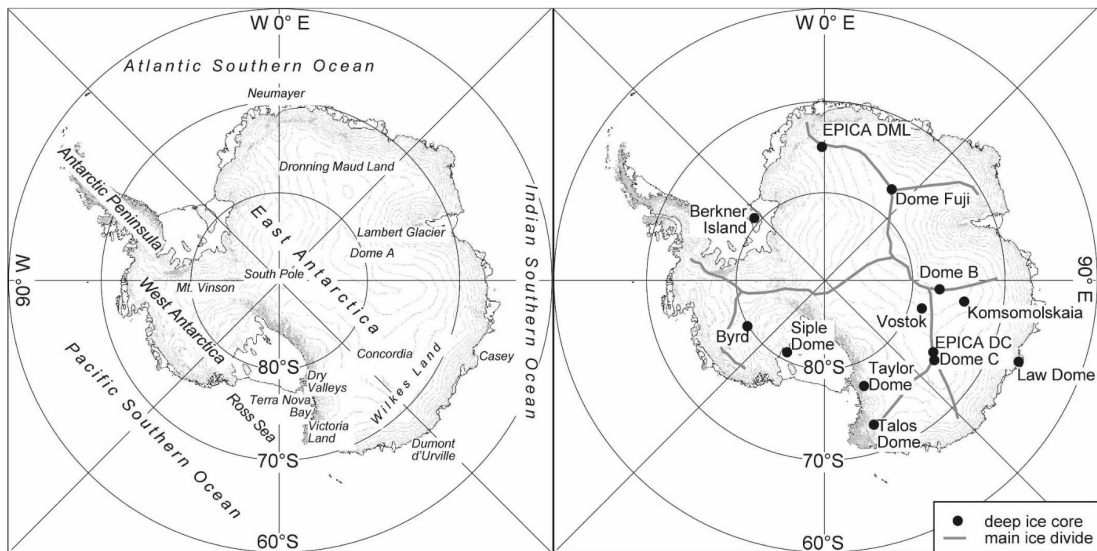 W 0° E
Atlantic Southern Ocean
Neumayer
Dronning Maud Land
Antarctic Peninsula
East Antarctica
Lambert Glacier
Dome A
South Pole
Mt. Vinson
90° W
West Antarctica
Indian Southern Ocean
Concordia
Casey
80°S
Dry
Valleys
Wilkes Land
Terra Nova
Bay
Ross Sea
Victoria
Land
Dumont
d'Urville
Pacific Southern Ocean
70°S
60°S
W 0° E
EPICA DML
Dome Fuji
Berkner
Island
Dome B
90° E
Vostok
Komsomolskaia
Byrd
Siple
Dome
EPICA DC
Dome C
Law Dome
80°S
Taylor
Dome
Talos
Dome
70°S
60°S
deep ice core
main ice divide